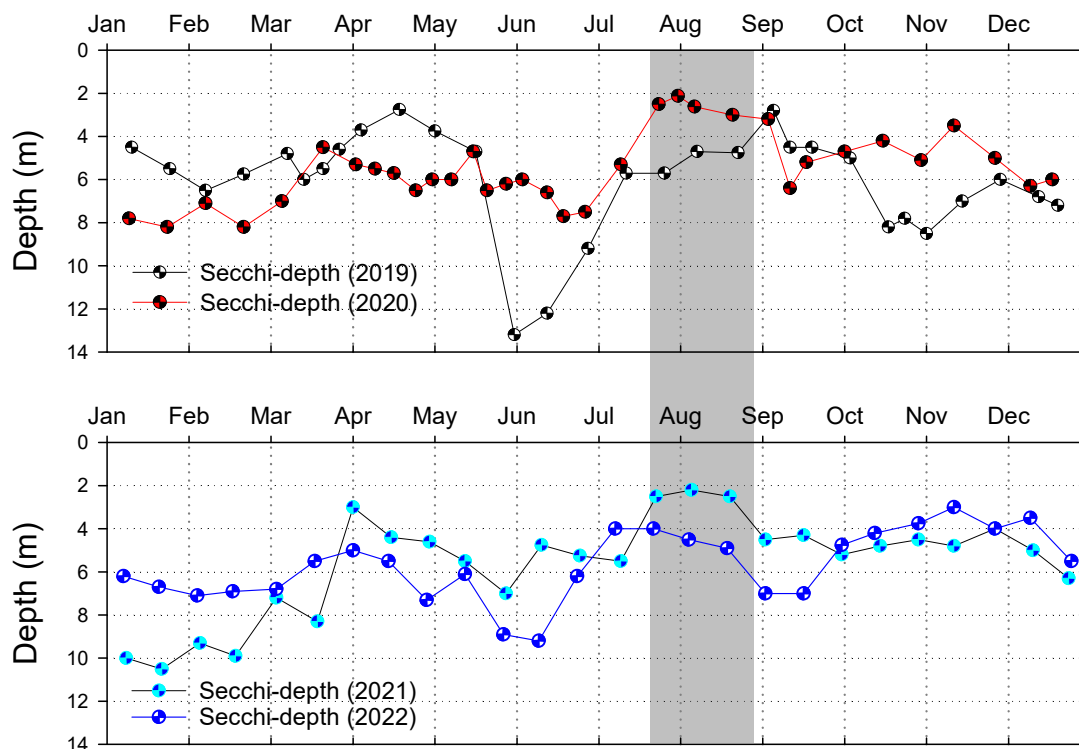 Jan Feb Mar Apr May Jun Jul Aug Sep Oct Nov Dec
0
2
4
6
8
10
12
14
Depth (m)
Secchi-depth (2019)
Secchi-depth (2020)
Jan Feb Mar Apr May Jun Jul Aug Sep Oct Nov Dec
0
2
4
6
8
10
12
14
Depth (m)
Secchi-depth (2021)
Secchi-depth (2022)